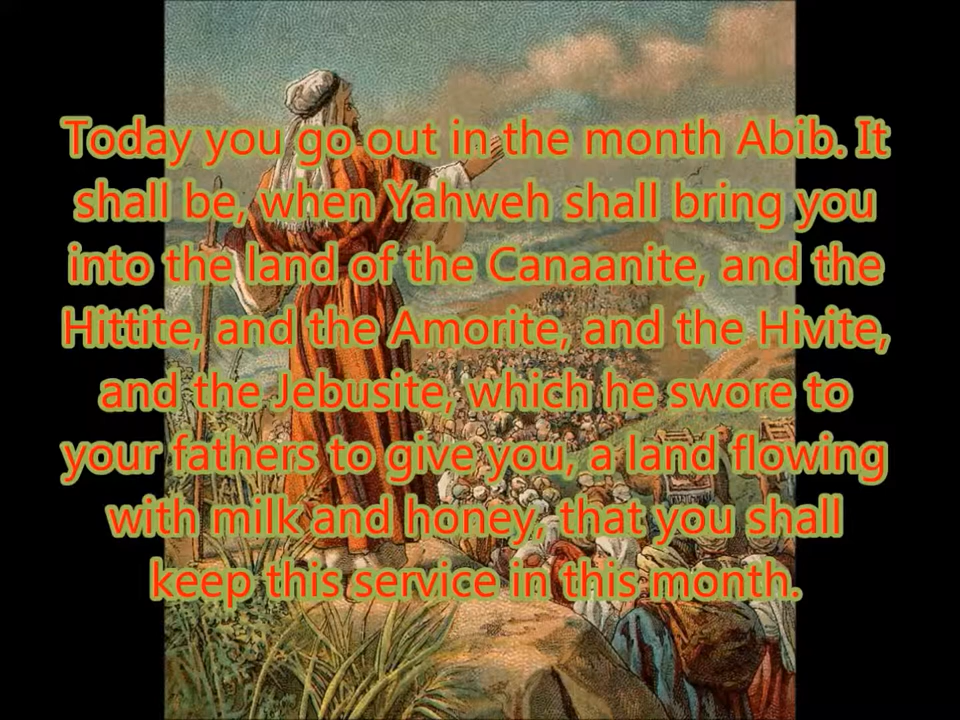 Today you go out in the month Abib. It
shall be, when Yahweh shall bring you
into the land of the Canaanite, and the
Hittite, and the Amorite, and the Hivite,
and the Jebusite, which he swore to
your fathers to give you, a land flowing
with milk and honey, that you shall
keep this service in this month.